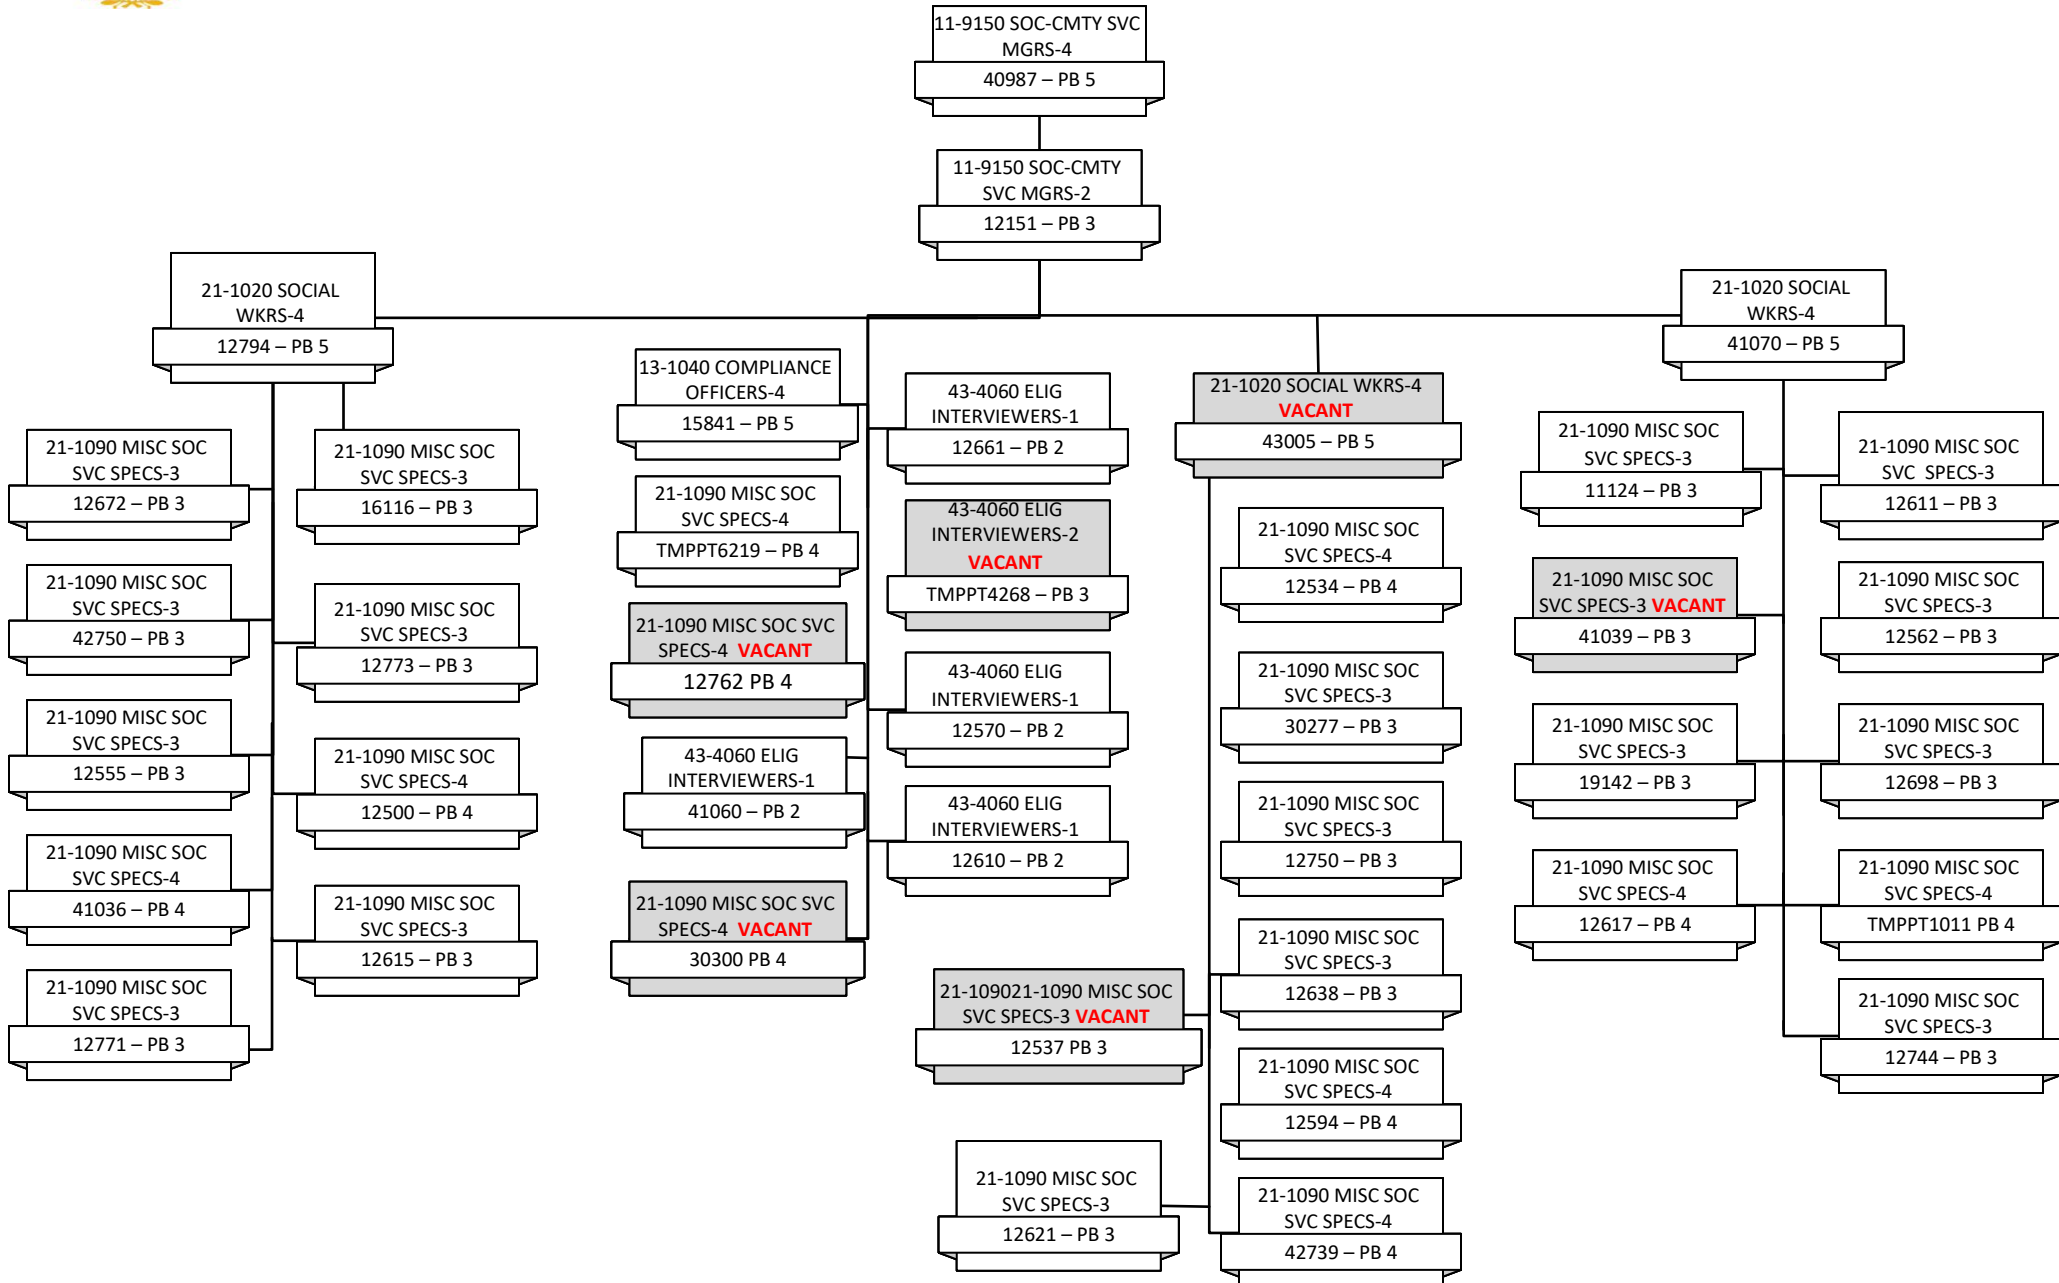 11-9150 SOC-CMTY SVC
MGRS-4
40987 – PB 5
11-9150 SOC-CMTY
SVC MGRS-2
12151 – PB 3
21-1020 SOCIAL
WKRS-4
12794 – PB 5
21-1090 MISC SOC
SVC SPECS-3
12672 – PB 3
21-1090 MISC SOC
SVC SPECS-3
42750 – PB 3
21-1090 MISC SOC
SVC SPECS-3
12555 – PB 3
21-1090 MISC SOC
SVC SPECS-4
41036 – PB 4
21-1090 MISC SOC
SVC SPECS-3
12771 – PB 3
21-1090 MISC SOC
SVC SPECS-3
16116 – PB 3
21-1090 MISC SOC
SVC SPECS-3
12773 – PB 3
21-1090 MISC SOC
SVC SPECS-4
12500 – PB 4
21-1090 MISC SOC
SVC SPECS-3
12615 – PB 3
13-1040 COMPLIANCE
OFFICERS-4
15841 – PB 5
21-1090 MISC SOC
SVC SPECS-4
TMPPT6219 – PB 4
21-1090 MISC SOC SVC
SPECS-4 VACANT
12762 PB 4
43-4060 ELIG
INTERVIEWERS-1
41060 – PB 2
21-1090 MISC SOC SVC
SPECS-4 VACANT
30300 PB 4
43-4060 ELIG
INTERVIEWERS-1
12661 – PB 2
43-4060 ELIG
INTERVIEWERS-2
VACANT
TMPPT4268 – PB 3
43-4060 ELIG
INTERVIEWERS-1
12570 – PB 2
43-4060 ELIG
INTERVIEWERS-1
12610 – PB 2
21-1020 SOCIAL WKRS-4
VACANT
43005 – PB 5
21-1090 MISC SOC
SVC SPECS-4
12534 – PB 4
21-1090 MISC SOC
SVC SPECS-3
30277 – PB 3
21-1090 MISC SOC
SVC SPECS-3
12750 – PB 3
21-1090 MISC SOC
SVC SPECS-3
12638 – PB 3
21-109021-1090 MISC SOC
SVC SPECS-3 VACANT
12537 PB 3
21-1090 MISC SOC
SVC SPECS-4
12594 – PB 4
21-1090 MISC SOC
SVC SPECS-3
12621 – PB 3
21-1090 MISC SOC
SVC SPECS-4
42739 – PB 4
21-1020 SOCIAL
WKRS-4
41070 – PB 5
21-1090 MISC SOC
SVC SPECS-3
11124 – PB 3
21-1090 MISC SOC
SVC SPECS-3 VACANT
41039 – PB 3
21-1090 MISC SOC
SVC SPECS-3
19142 – PB 3
21-1090 MISC SOC
SVC SPECS-4
12617 – PB 4
21-1090 MISC SOC
SVC  SPECS-3
12611 – PB 3
21-1090 MISC SOC
SVC SPECS-3
12562 – PB 3
21-1090 MISC SOC
SVC SPECS-3
12698 – PB 3
21-1090 MISC SOC
SVC SPECS-4
TMPPT1011 PB 4
21-1090 MISC SOC
SVC SPECS-3
12744 – PB 3